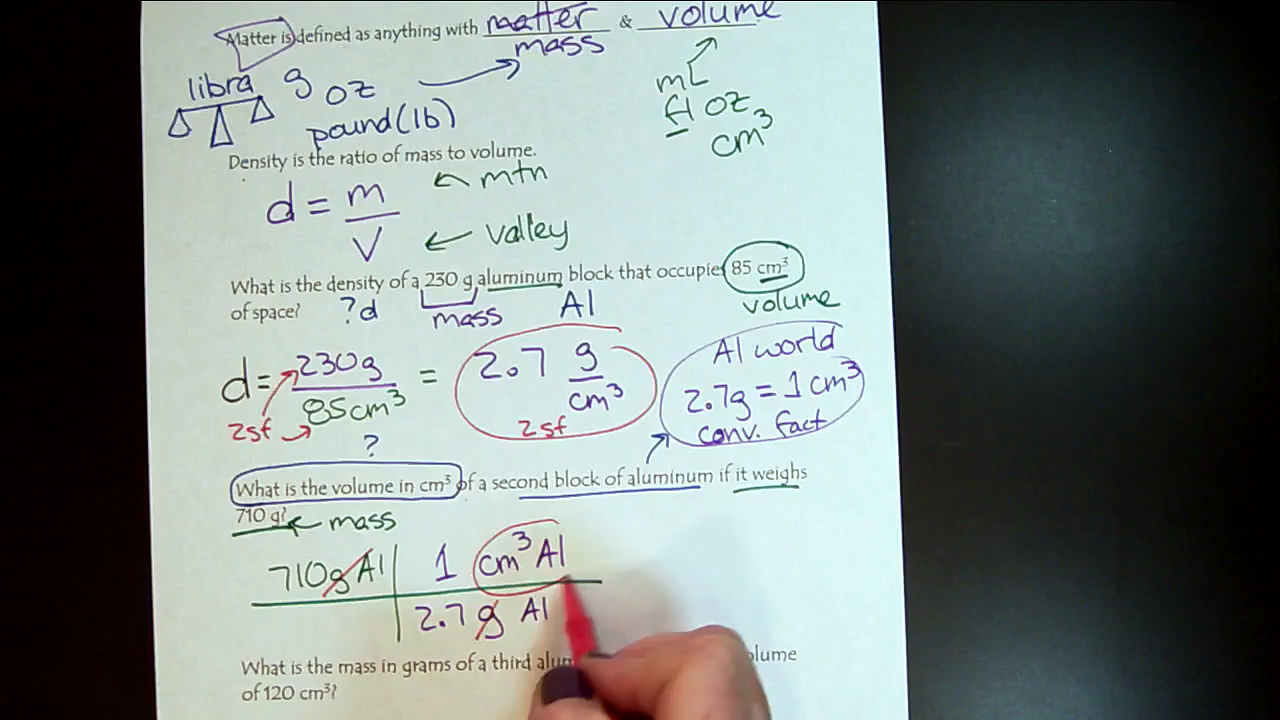 Matter is defined as anything with matter & volume
mass
libra g oz
pound (lb)
mL
fl oz
cm³
Density is the ratio of mass to volume.
d = m
V
← mtn
← valley
What is the density of a 230 g aluminum block that occupies 85 cm³
of space? ?d mass Al volume
d = 230g = 2.7 g
85cm³ cm³
2sf 2sf
Al world
2.7g = 1 cm³
conv. fact
?
What is the volume in cm³ of a second block of aluminum if it weighs
710 g? ← mass
710g Al 1 cm³ Al
2.7 g Al
What is the mass in grams of a third
of 120 cm³?